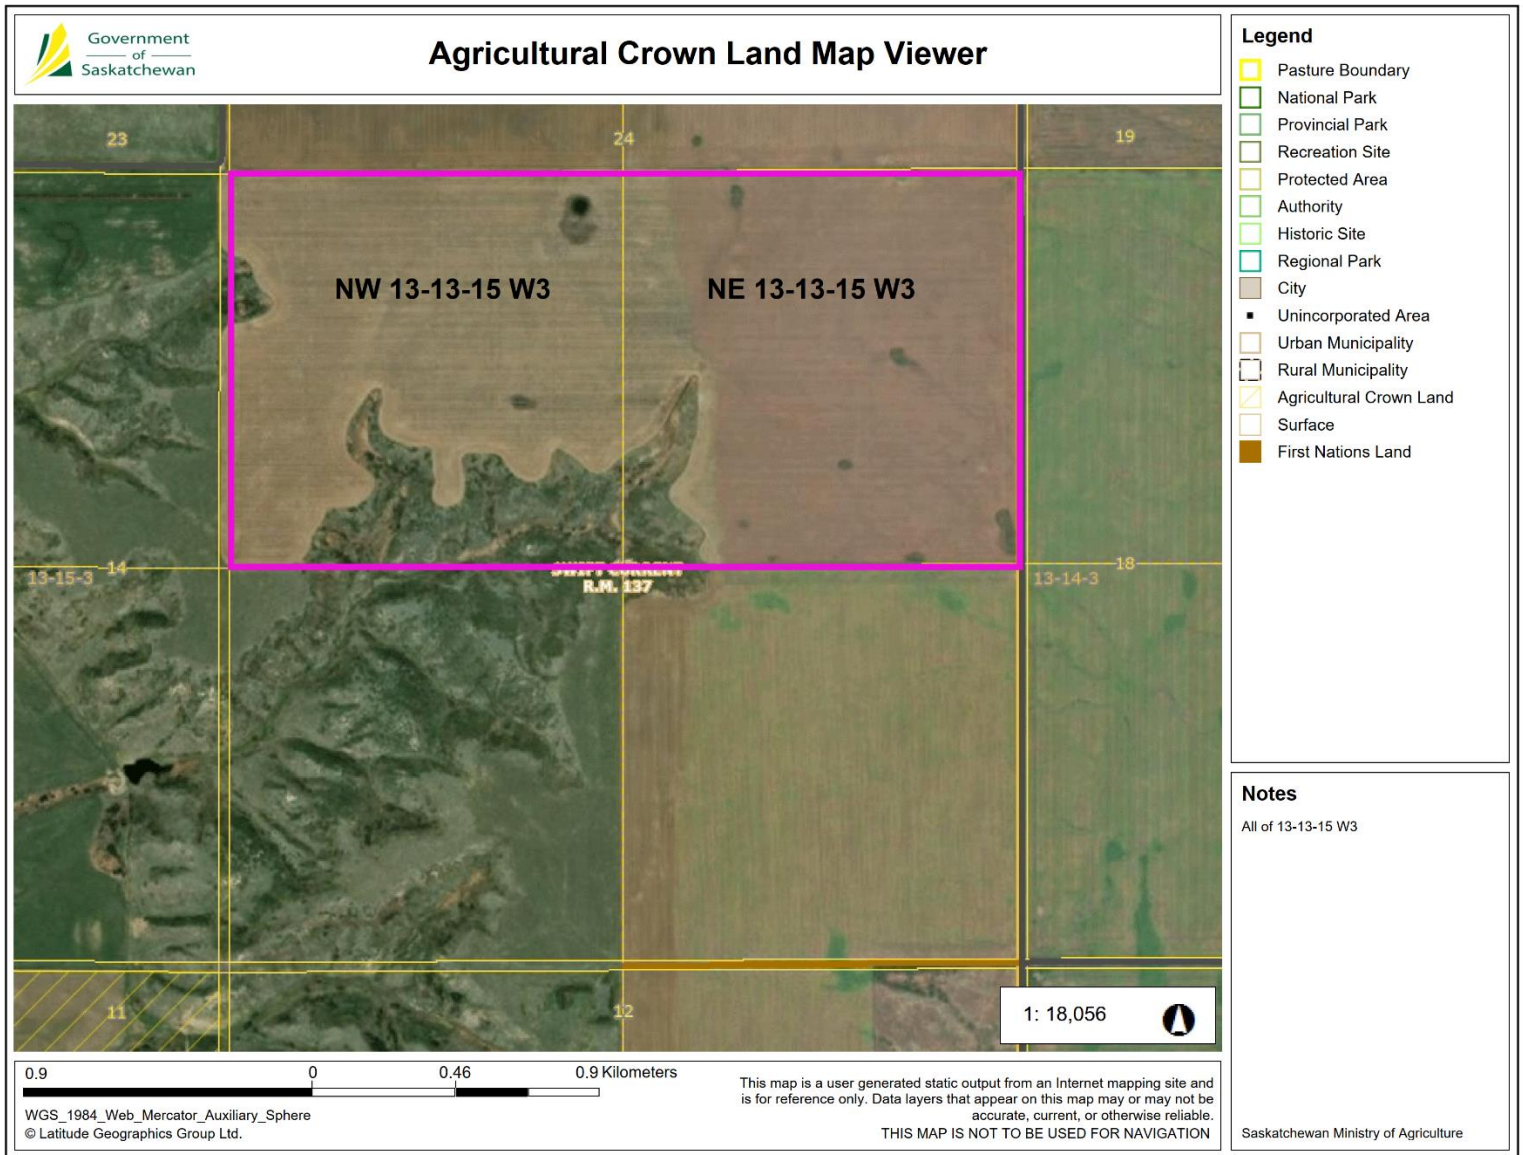 Government
of
Saskatchewan
Agricultural Crown Land Map Viewer
23
24
19
NW 13-13-15 W3
NE 13-13-15 W3
13-15-3
14
SWIFT CURRENT
R.M. 137
18
13-14-3
11
12
1: 18,056
0.9
0
0.46
0.9 Kilometers
WGS_1984_Web_Mercator_Auxiliary_Sphere
© Latitude Geographics Group Ltd.
This map is a user generated static output from an Internet mapping site and
is for reference only. Data layers that appear on this map may or may not be
accurate, current, or otherwise reliable.
THIS MAP IS NOT TO BE USED FOR NAVIGATION
Legend
Pasture Boundary
National Park
Provincial Park
Recreation Site
Protected Area
Authority
Historic Site
Regional Park
City
Unincorporated Area
Urban Municipality
Rural Municipality
Agricultural Crown Land
Surface
First Nations Land
Notes
All of 13-13-15 W3
Saskatchewan Ministry of Agriculture